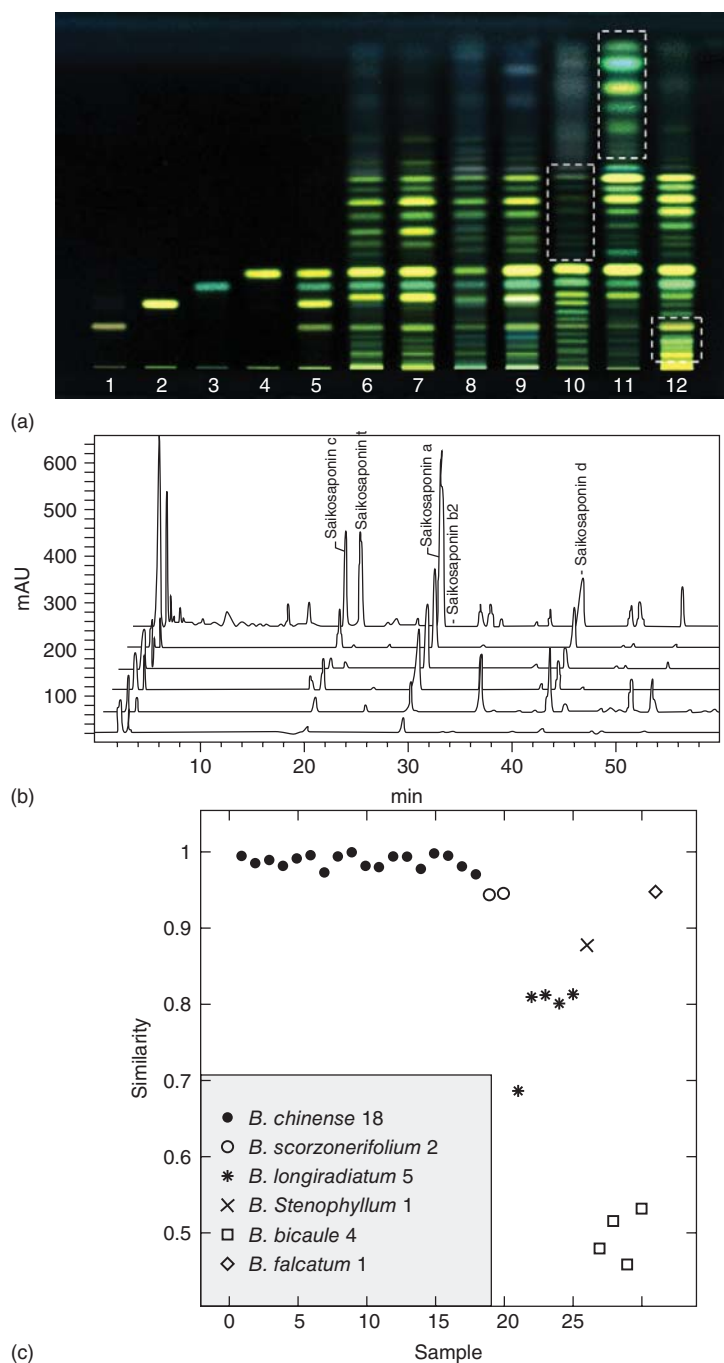 1 2 3 4 5 6 7 8 9 10 11 12
(a)
mAU
600
500
400
300
200
100
Saikosaponin c
Saikosaponin t
Saikosaponin a
Saikosaponin b2
Saikosaponin d
10 20 30 40 50
min
(b)
Similarity
1
0.9
0.8
0.7
0.6
0.5
B. chinense 18
B. scorzonerifolium 2
B. longiradiatum 5
B. Stenophyllum 1
B. bicaule 4
B. falcatum 1
0 5 10 15 20 25
Sample
(c)